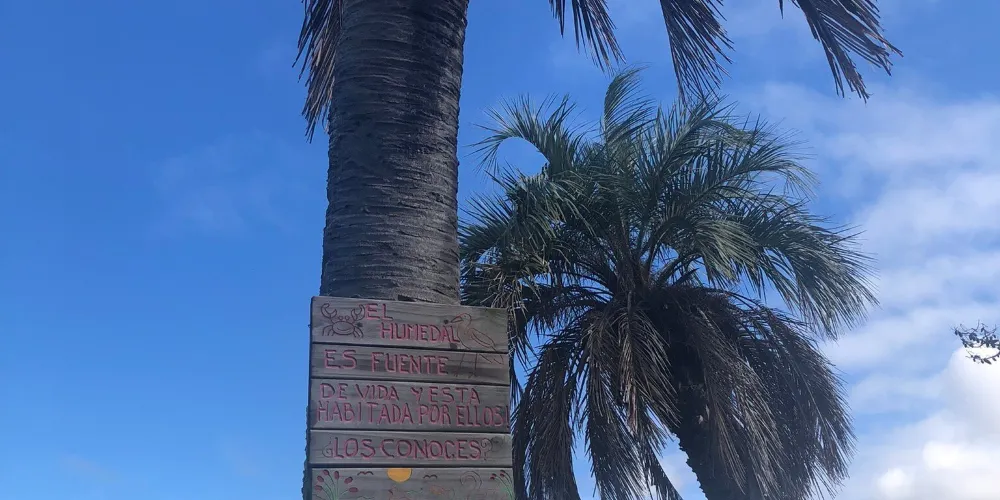 EL
HUMEDAL
ES FUENTE
DE VIDA Y ESTA
HABITADA POR ELLOS
¿LOS CONOCES?